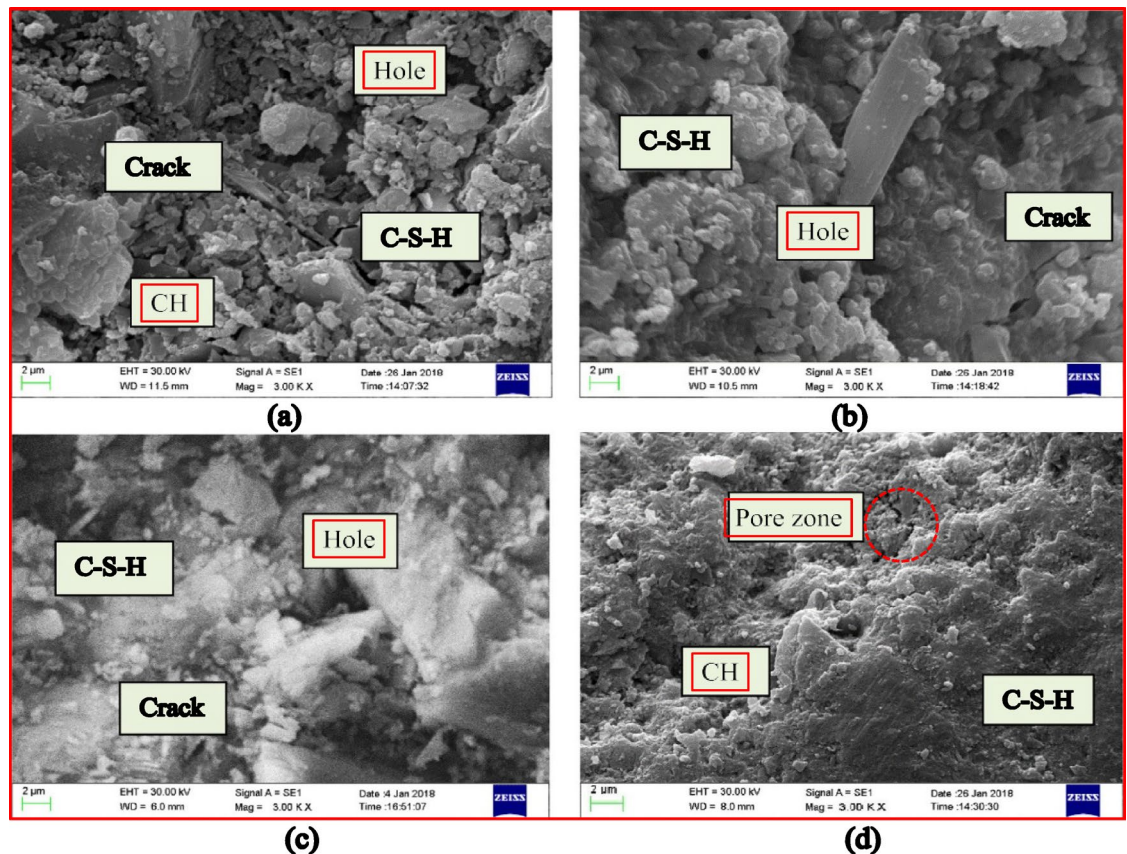 Hole
Crack
C-S-H
CH
2 µm
EHT = 30.00 kV
WD = 11.5 mm
Signal A = SE1
Mag = 3.00 K X
Date :26 Jan 2018
Time :14:07:32
ZEISS
(a)
C-S-H
Hole
Crack
2 µm
EHT = 30.00 kV
WD = 10.5 mm
Signal A = SE1
Mag = 3.00 K X
Date :26 Jan 2018
Time :14:18:42
ZEISS
(b)
Hole
C-S-H
Crack
2 µm
EHT = 30.00 kV
WD = 6.0 mm
Signal A = SE1
Mag = 3.00 K X
Date :4 Jan 2018
Time :16:51:07
ZEISS
(c)
Pore zone
CH
C-S-H
2 µm
EHT = 30.00 kV
WD = 8.0 mm
Signal A = SE1
Mag = 3.00 K X
Date :26 Jan 2018
Time :14:30:30
ZEISS
(d)